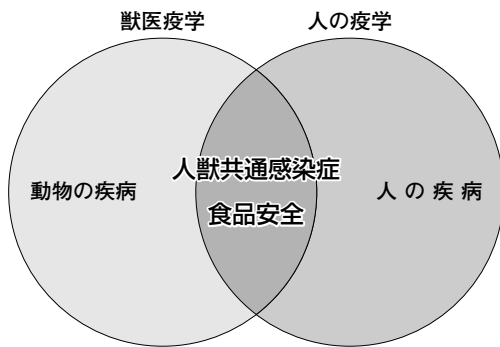 獣医疫学
人の疫学
人獣共通感染症
動物の疾病
人の疾病
食品安全